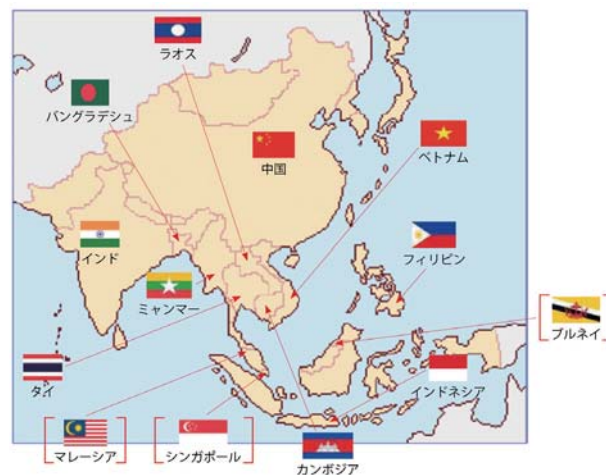 ラオス
バングラデシュ
中国
ベトナム
インド
フィリピン
ミャンマー
ブルネイ
タイ
インドネシア
マレーシア
シンガポール
カンボジア